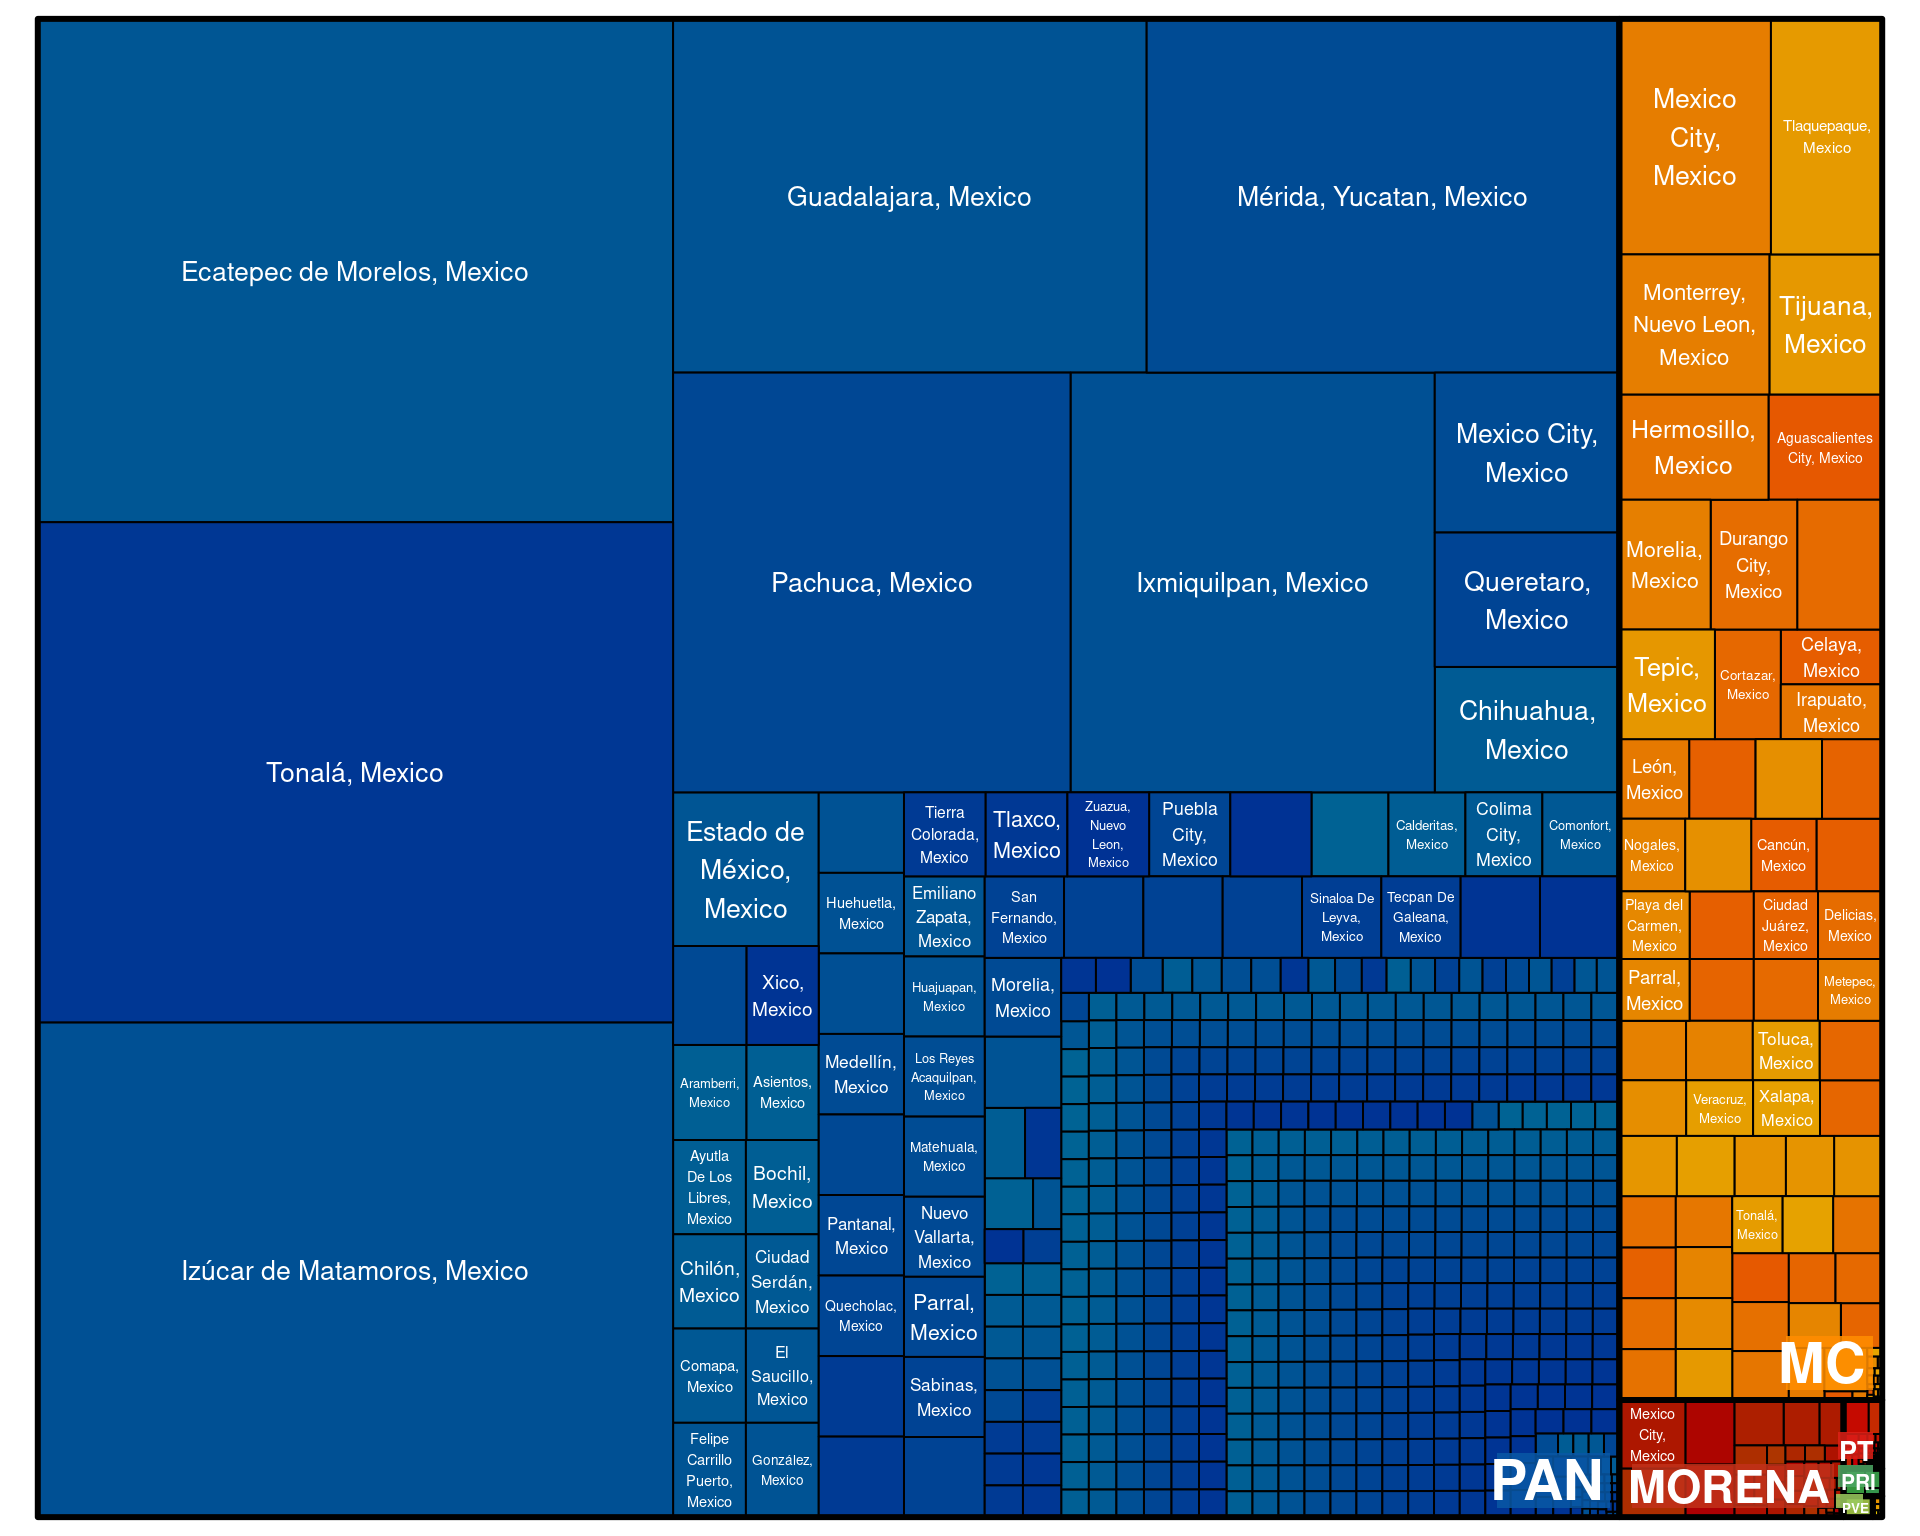 Ecatepec de Morelos, Mexico
Tonalá, Mexico
Izúcar de Matamoros, Mexico
Guadalajara, Mexico
Mérida, Yucatan, Mexico
Pachuca, Mexico
Ixmiquilpan, Mexico
Mexico City,
Mexico
Queretaro,
Mexico
Chihuahua,
Mexico
Estado de
México,
Mexico
Xico,
Mexico
Aramberri,
Mexico
Asientos,
Mexico
Ayutla
De Los
Libres,
Mexico
Bochil,
Mexico
Chilón,
Mexico
Ciudad
Serdán,
Mexico
Comapa,
Mexico
El
Saucillo,
Mexico
Felipe
Carrillo
Puerto,
Mexico
González,
Mexico
Huehuetla,
Mexico
Medellín,
Mexico
Pantanal,
Mexico
Quecholac,
Mexico
Tierra
Colorada,
Mexico
Emiliano
Zapata,
Mexico
Huajuapan,
Mexico
Los Reyes
Acaquilpan,
Mexico
Matehuala,
Mexico
Nuevo
Vallarta,
Mexico
Parral,
Mexico
Sabinas,
Mexico
Tlaxco,
Mexico
Zuazua,
Nuevo
Leon,
Mexico
Puebla
City,
Mexico
Calderitas,
Mexico
Colima
City,
Mexico
Comonfort,
Mexico
San
Fernando,
Mexico
Sinaloa De
Leyva,
Mexico
Tecpan De
Galeana,
Mexico
Morelia,
Mexico
PAN
Mexico
City,
Mexico
Tlaquepaque,
Mexico
Monterrey,
Nuevo Leon,
Mexico
Tijuana,
Mexico
Hermosillo,
Mexico
Aguascalientes
City, Mexico
Morelia,
Mexico
Durango
City,
Mexico
Tepic,
Mexico
Cortazar,
Mexico
Celaya,
Mexico
Irapuato,
Mexico
León,
Mexico
Nogales,
Mexico
Cancún,
Mexico
Playa del
Carmen,
Mexico
Ciudad
Juárez,
Mexico
Delicias,
Mexico
Parral,
Mexico
Metepec,
Mexico
Toluca,
Mexico
Veracruz,
Mexico
Xalapa,
Mexico
Tonalá,
Mexico
MC
Mexico
City,
Mexico
MORENA
PT
PRI
PVE